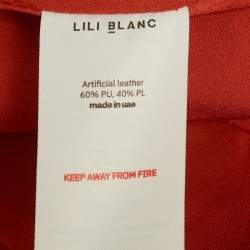 LILI BLANC
Artificial leather
60% PU, 40% PL
made in uae
KEEP AWAY FROM FIRE